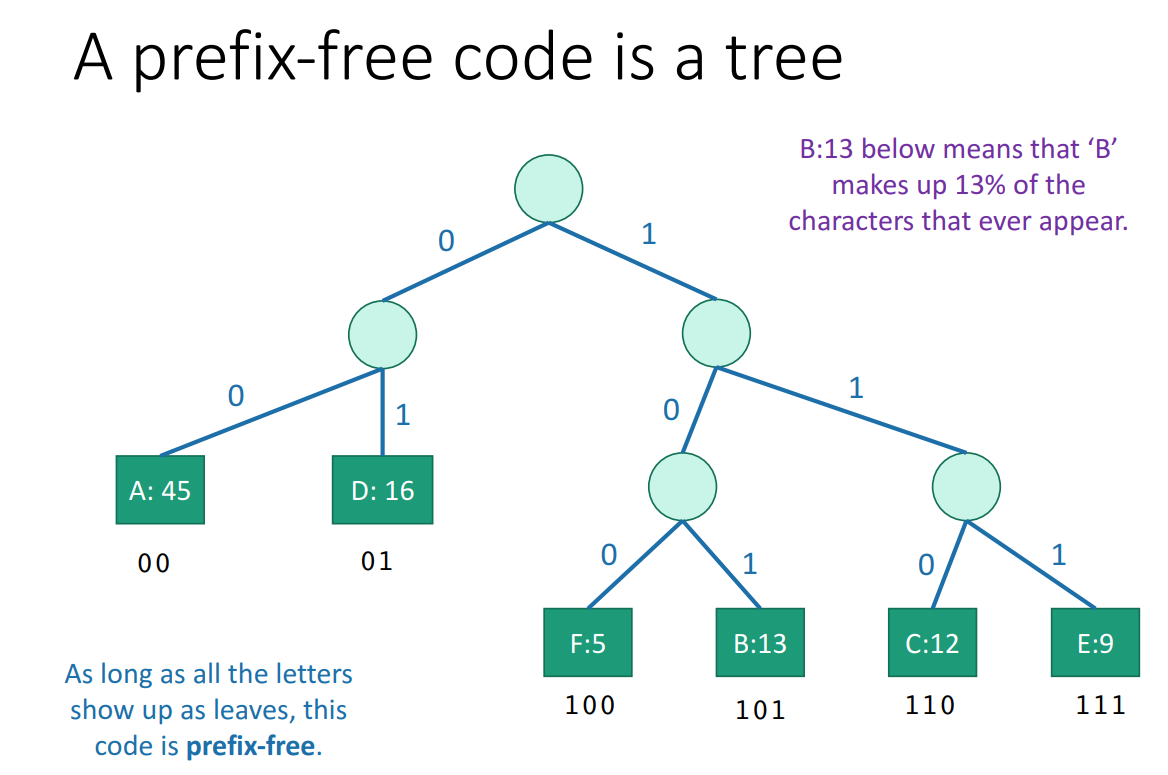 A prefix-free code is a tree
B:13 below means that ‘B’
makes up 13% of the
characters that ever appear.
0
1
0
1
0
1
A: 45
D: 16
00
01
0
1
0
1
F:5
B:13
C:12
E:9
100
101
110
111
As long as all the letters
show up as leaves, this
code is prefix-free.